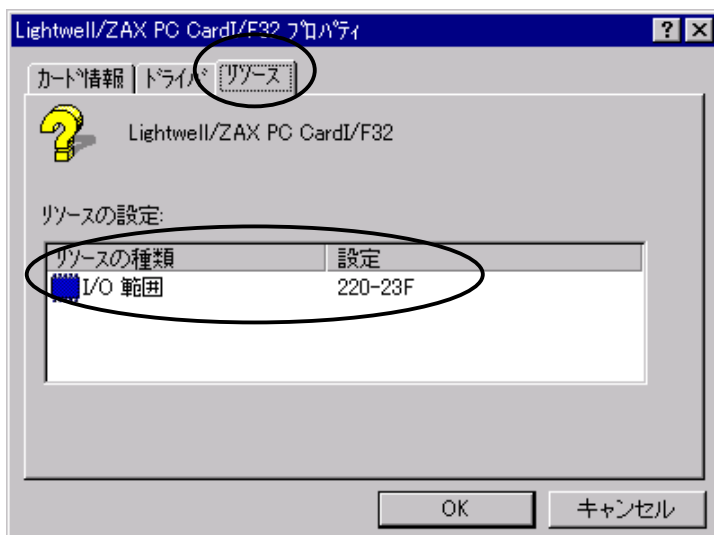 Lightwell/ZAX PC CardI/F32 プロパティ
カード情報 ドライバ リソース
Lightwell/ZAX PC CardI/F32
リソースの設定:
リソースの種類 設定
I/O 範囲 220-23F
OK キャンセル